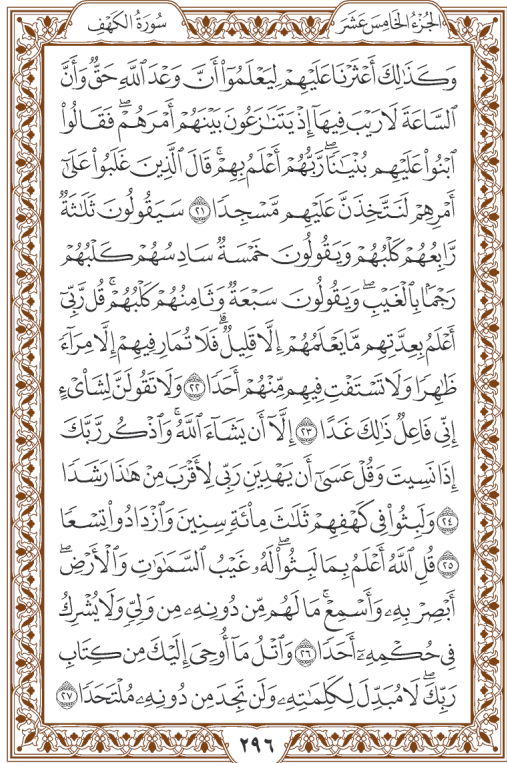 الجزء الخامس عشر
سورة الكهف
وَكَذَٰلِكَ أَعْثَرْنَا عَلَيْهِمْ لِيَعْلَمُوٓا۟ أَنَّ وَعْدَ ٱللَّهِ حَقٌّ وَأَنَّ
ٱلسَّاعَةَ لَا رَيْبَ فِيهَآ إِذْ يَتَنَٰزَعُونَ بَيْنَهُمْ أَمْرَهُمْ ۖ فَقَالُوا۟
ٱبْنُوا۟ عَلَيْهِم بُنْيَٰنًا ۖ رَّبُّهُمْ أَعْلَمُ بِهِمْ ۚ قَالَ ٱلَّذِينَ غَلَبُوا۟ عَلَىٰٓ
أَمْرِهِمْ لَنَتَّخِذَنَّ عَلَيْهِم مَّسْجِدًا ٢١ سَيَقُولُونَ ثَلَٰثَةٌ
رَّابِعُهُمْ كَلْبُهُمْ وَيَقُولُونَ خَمْسَةٌ سَادِسُهُمْ كَلْبُهُمْ
رَجْمًۢا بِٱلْغَيْبِ ۖ وَيَقُولُونَ سَبْعَةٌ وَثَامِنُهُمْ كَلْبُهُمْ ۚ قُل رَّبِّىٓ
أَعْلَمُ بِعِدَّتِهِم مَّا يَعْلَمُهُمْ إِلَّا قَلِيلٌ ۗ فَلَا تُمَارِ فِيهِمْ إِلَّا مِرَآءً
ظَٰهِرًا وَلَا تَسْتَفْتِ فِيهِم مِّنْهُمْ أَحَدًا ٢٢ وَلَا تَقُولَنَّ لِشَا۟ىْءٍ
إِنِّى فَاعِلٌ ذَٰلِكَ غَدًا ٢٣ إِلَّآ أَن يَشَآءَ ٱللَّهُ ۚ وَٱذْكُر رَّبَّكَ
إِذَا نَسِيتَ وَقُلْ عَسَىٰٓ أَن يَهْدِيَنِ رَبِّى لِأَقْرَبَ مِنْ هَٰذَا رَشَدًا
٢٤ وَلَبِثُوا۟ فِى كَهْفِهِمْ ثَلَٰثَ مِا۟ئَةٍ سِنِينَ وَٱزْدَادُوا۟ تِسْعًا
٢٥ قُلِ ٱللَّهُ أَعْلَمُ بِمَا لَبِثُوا۟ ۖ لَهُۥ غَيْبُ ٱلسَّمَٰوَٰتِ وَٱلْأَرْضِ ۖ
أَبْصِرْ بِهِۦ وَأَسْمِعْ ۚ مَا لَهُم مِّن دُونِهِۦ مِن وَلِىٍّ وَلَا يُشْرِكُ
فِى حُكْمِهِۦٓ أَحَدًا ٢٦ وَٱتْلُ مَآ أُوحِىَ إِلَيْكَ مِن كِتَابِ
رَبِّكَ ۖ لَا مُبَدِّلَ لِكَلِمَٰتِهِۦ وَلَن تَجِدَ مِن دُونِهِۦ مُلْتَحَدًا ٢٧
٢٩٦